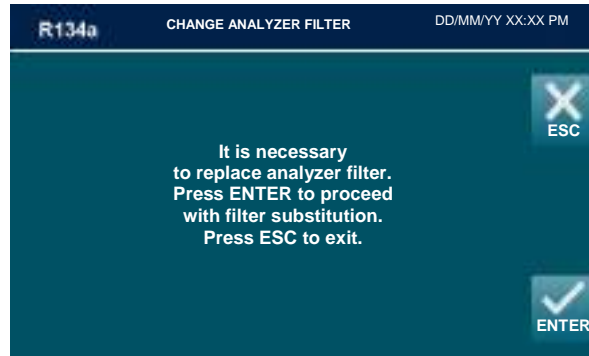 R134a CHANGE ANALYZER FILTER DD/MM/YY XX:XX PM
ESC
It is necessary
to replace analyzer filter.
Press ENTER to proceed
with filter substitution.
Press ESC to exit.
ENTER